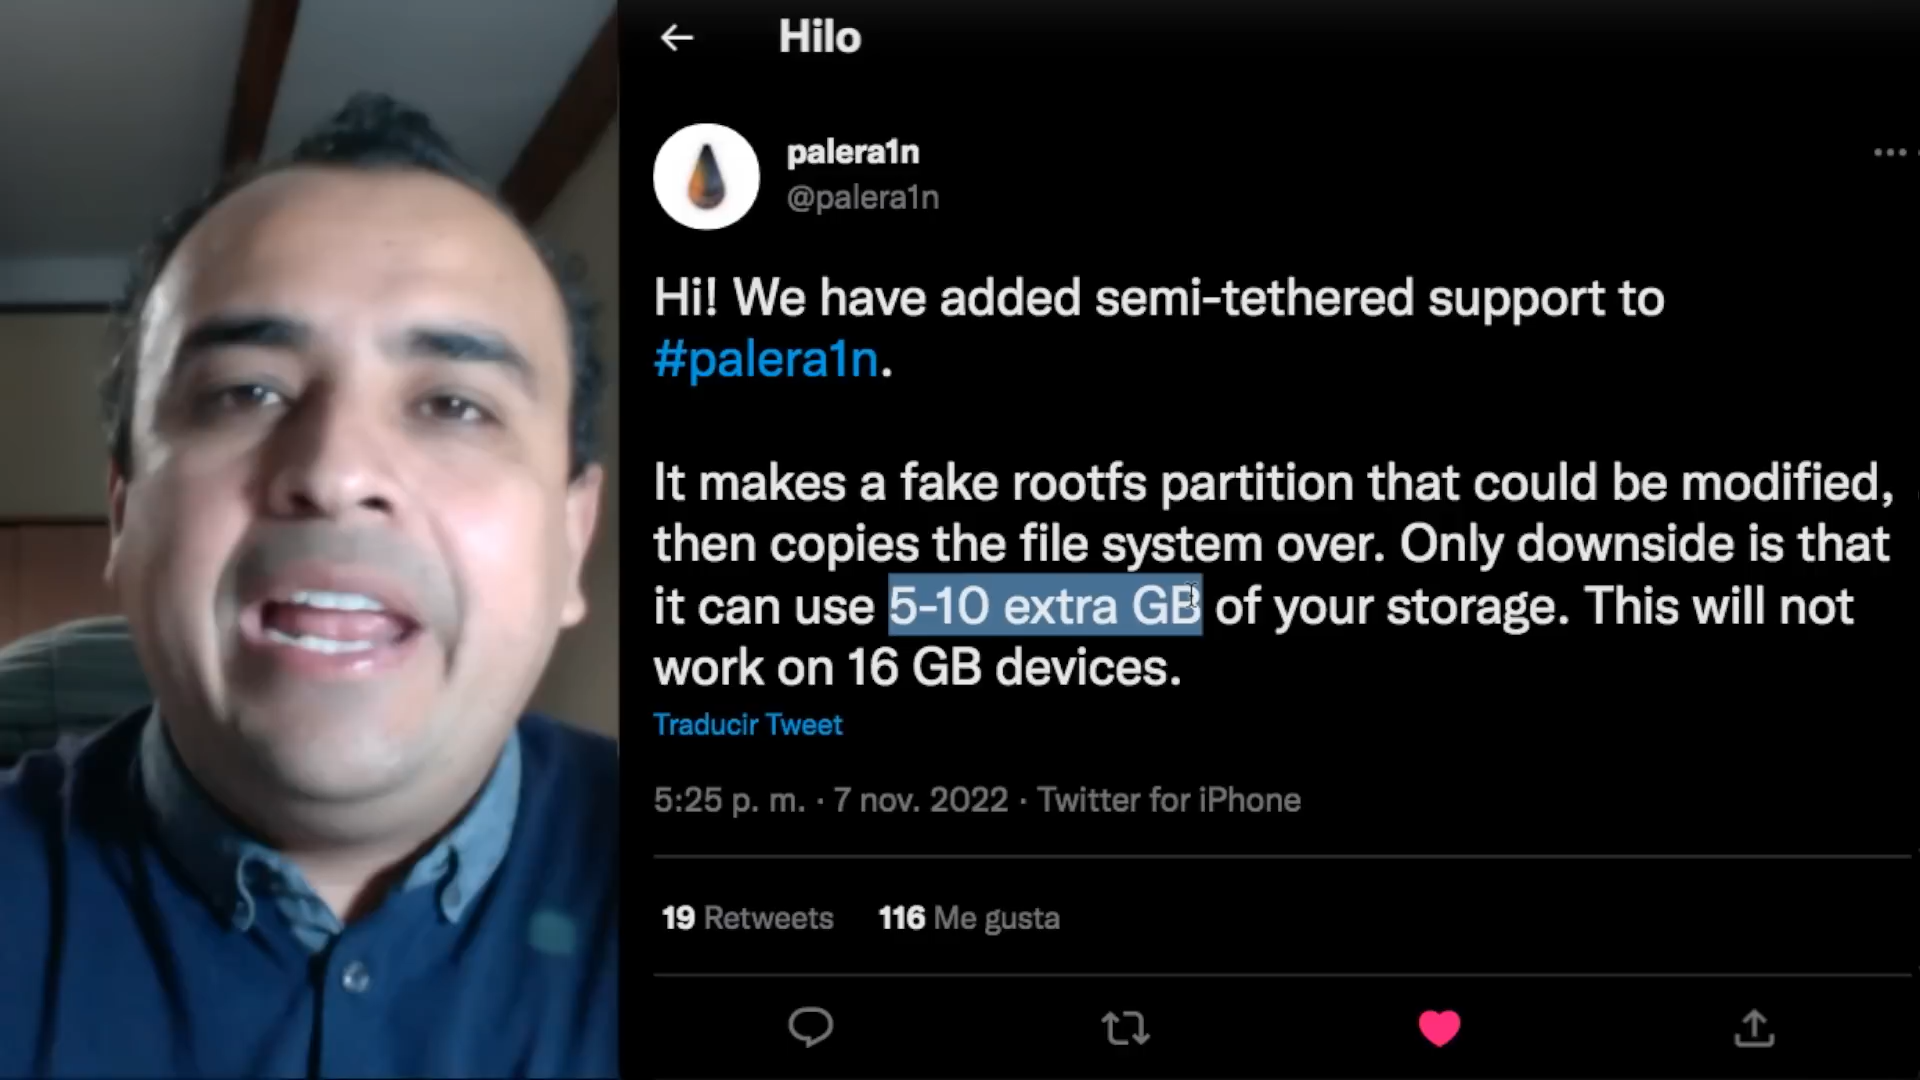 Hilo
palera1n
@palera1n
Hi! We have added semi-tethered support to
#palera1n.
It makes a fake rootfs partition that could be modified,
then copies the file system over. Only downside is that
it can use 5-10 extra GB of your storage. This will not
work on 16 GB devices.
Traducir Tweet
5:25 p. m. · 7 nov. 2022 · Twitter for iPhone
19 Retweets 116 Me gusta